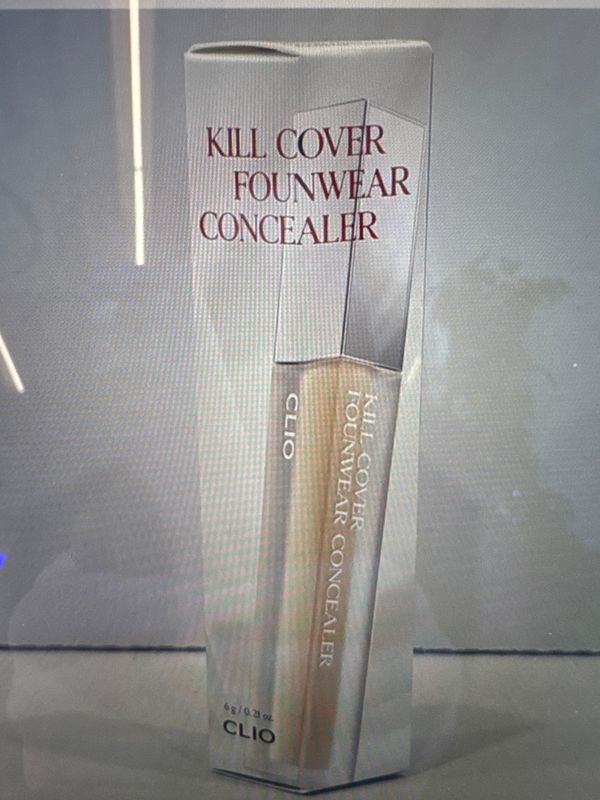 KILL COVER
FOUNWEAR
CONCEALER
CLIO
KILL COVER
FOUNWEAR CONCEALER
6 g / 0.21 oz.
CLIO